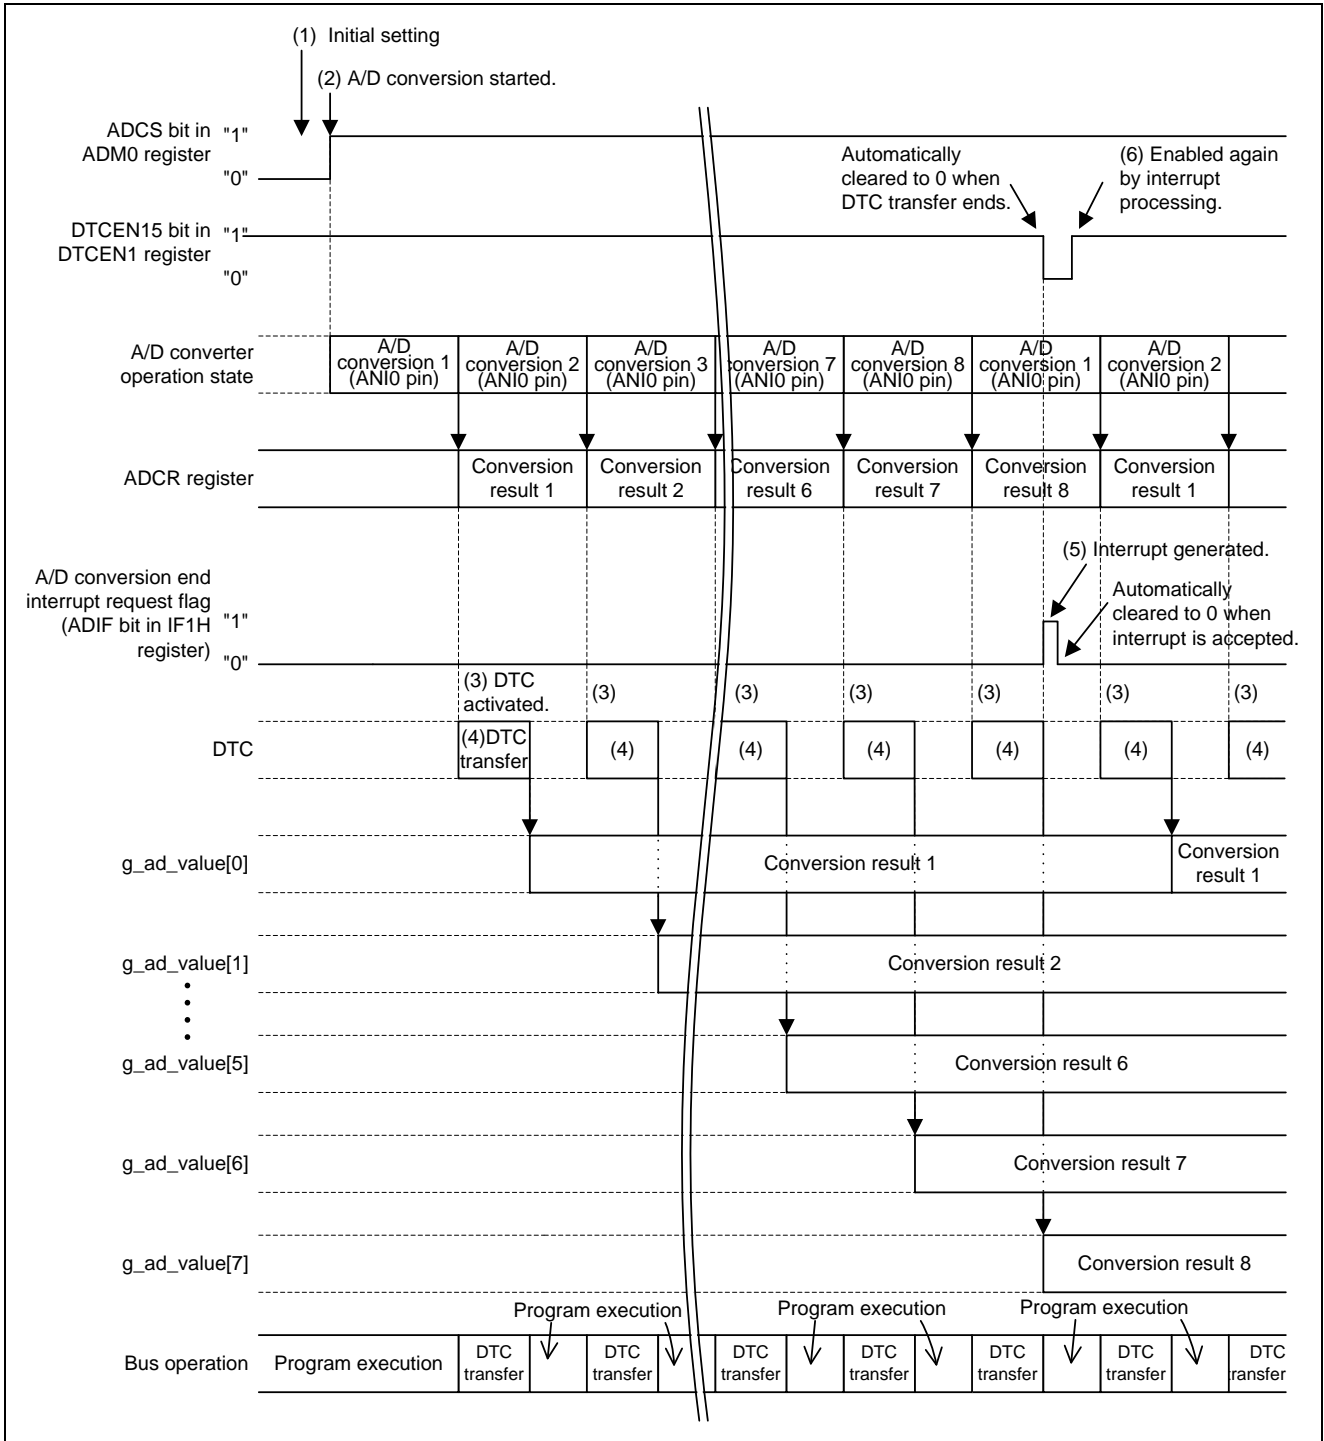 (1) Initial setting
(2) A/D conversion started.
ADCS bit in
ADM0 register
"1"
"0"
Automatically
cleared to 0 when
DTC transfer ends.
(6) Enabled again
by interrupt
processing.
DTCEN15 bit in
DTCEN1 register
"1"
"0"
A/D converter
operation state
A/D
conversion 1
(ANI0 pin)
A/D
conversion 2
(ANI0 pin)
A/D
conversion 3
(ANI0 pin)
A/D
conversion 7
(ANI0 pin)
A/D
conversion 8
(ANI0 pin)
A/D
conversion 1
(ANI0 pin)
A/D
conversion 2
(ANI0 pin)
ADCR register
Conversion
result 1
Conversion
result 2
Conversion
result 6
Conversion
result 7
Conversion
result 8
Conversion
result 1
(5) Interrupt generated.
Automatically
cleared to 0 when
interrupt is accepted.
A/D conversion end
interrupt request flag
(ADIF bit in IF1H
register)
"1"
"0"
(3) DTC
activated.
(3)
(3)
(3)
(3)
(3)
(3)
DTC
(4)DTC
transfer
(4)
(4)
(4)
(4)
(4)
(4)
g_ad_value[0]
Conversion result 1
Conversion
result 1
g_ad_value[1]
Conversion result 2
g_ad_value[5]
Conversion result 6
g_ad_value[6]
Conversion result 7
g_ad_value[7]
Conversion result 8
Program execution
Program execution
Program execution
Bus operation
Program execution
DTC
transfer
DTC
transfer
DTC
transfer
DTC
transfer
DTC
transfer
DTC
transfer
DTC
transfer